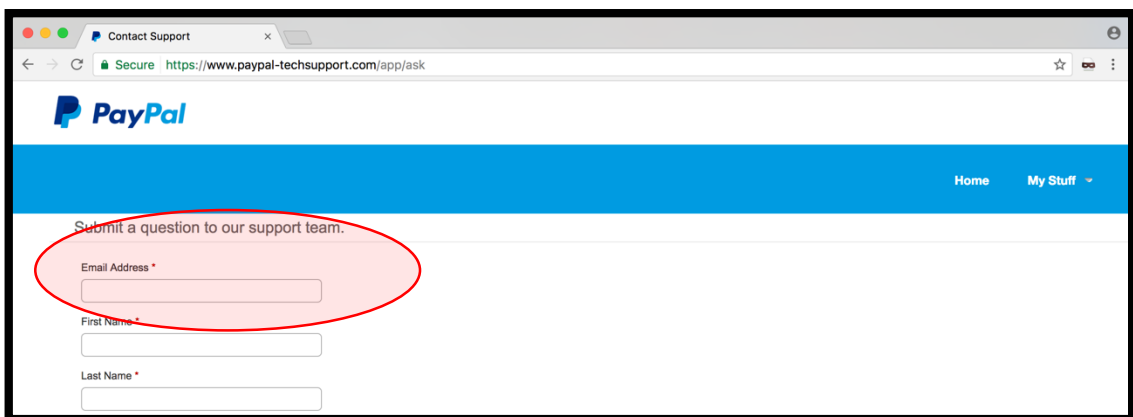 Contact Support
Secure https://www.paypal-techsupport.com/app/ask
PayPal
Home My Stuff
Submit a question to our support team.
Email Address *
First Name *
Last Name *